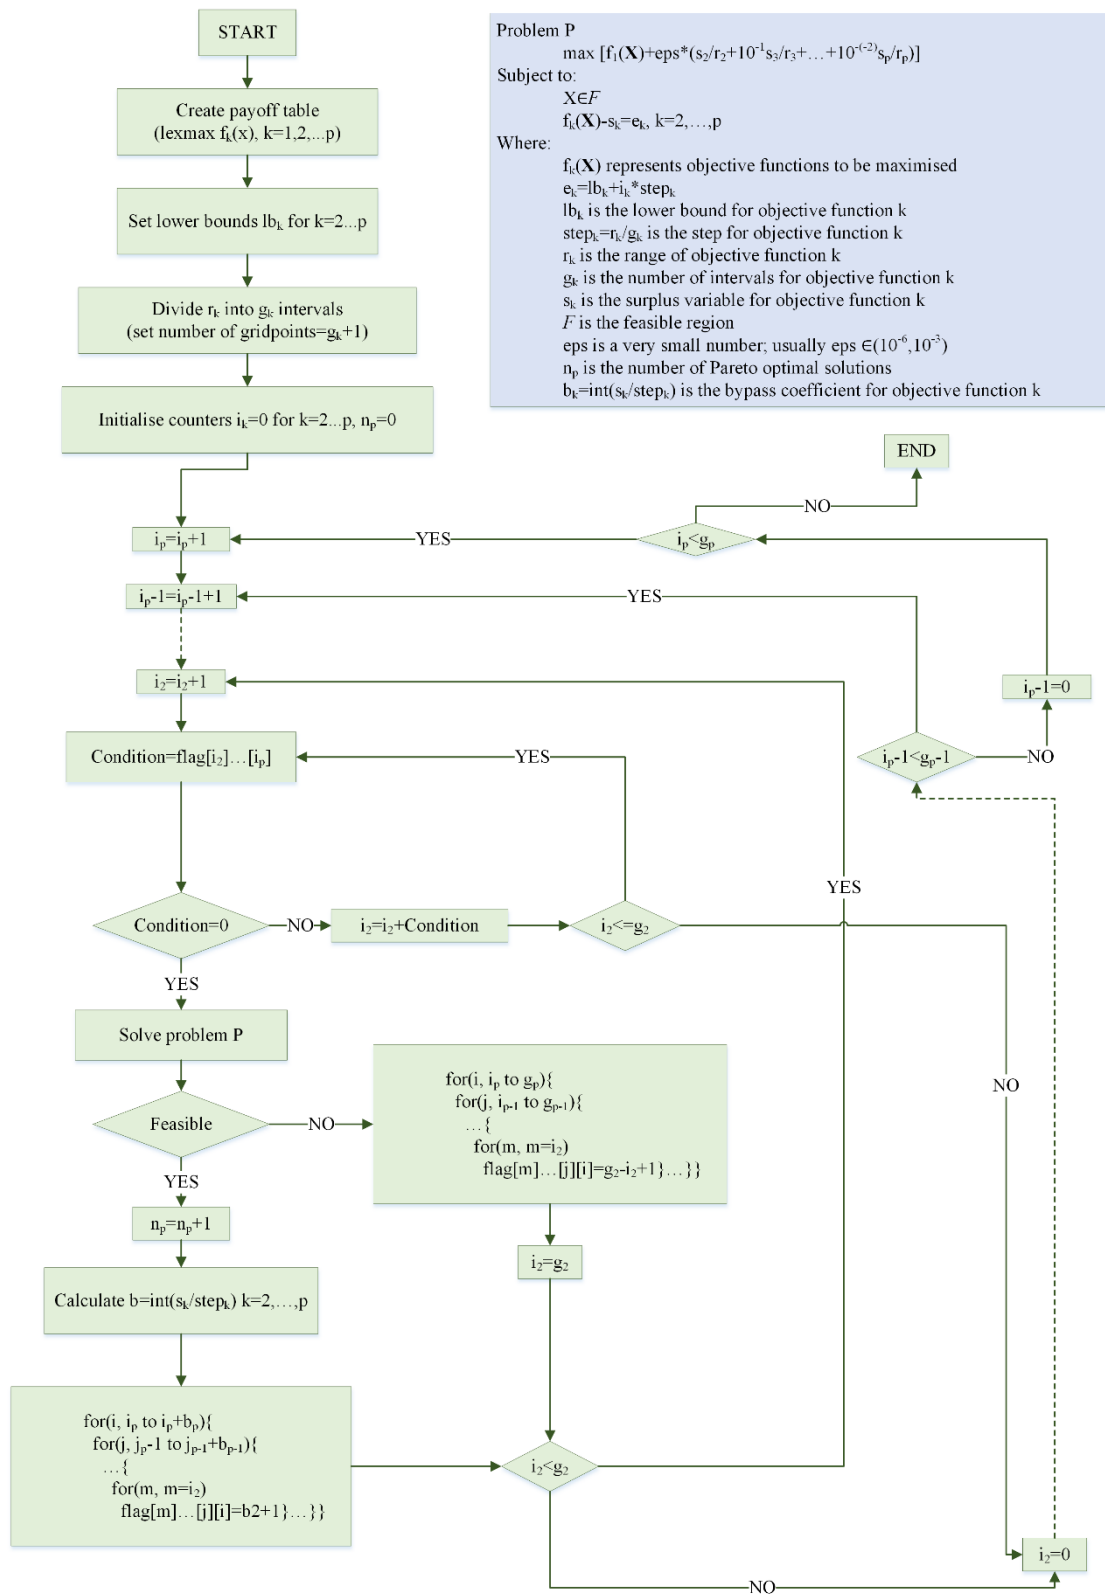 START
Create payoff table
(lexmax fₖ(x), k=1,2,...p)
Set lower bounds lbₖ for k=2...p
Divide rₖ into gₖ intervals
(set number of gridpoints=gₖ+1)
Initialise counters iₖ=0 for k=2...p, nₚ=0
Problem P
max [f₁(X)+eps*(s₂/r₂+10⁻¹s₃/r₃+…+10⁻⁽⁻²⁾sₚ/rₚ)]
Subject to:
X∈F
fₖ(X)-sₖ=eₖ, k=2,…,p
Where:
fₖ(X) represents objective functions to be maximised
eₖ=lbₖ+iₖ*stepₖ
lbₖ is the lower bound for objective function k
stepₖ=rₖ/gₖ is the step for objective function k
rₖ is the range of objective function k
gₖ is the number of intervals for objective function k
sₖ is the surplus variable for objective function k
F is the feasible region
eps is a very small number; usually eps ∈(10⁻⁶,10⁻³)
nₚ is the number of Pareto optimal solutions
bₖ=int(sₖ/stepₖ) is the bypass coefficient for objective function k
END
NO
iₚ=iₚ+1
YES
iₚ<gₚ
iₚ-1=iₚ-1+1
YES
i₂=i₂+1
iₚ-1=0
Condition=flag[i₂]…[iₚ]
YES
iₚ-1<gₚ-1
NO
YES
Condition=0
NO
i₂=i₂+Condition
i₂<=g₂
YES
Solve problem P
NO
Feasible
NO
for(i, iₚ to gₚ){
for(j, iₚ₋₁ to gₚ₋₁){
…{
for(m, m=i₂)
flag[m]…[j][i]=g₂-i₂+1}…}}
YES
nₚ=nₚ+1
i₂=g₂
Calculate b=int(sₖ/stepₖ) k=2,…,p
for(i, iₚ to iₚ+bₚ){
for(j, jₚ-1 to jₚ₋₁+bₚ₋₁){
…{
for(m, m=i₂)
flag[m]…[j][i]=b2+1}…}}
i₂<g₂
i₂=0
NO